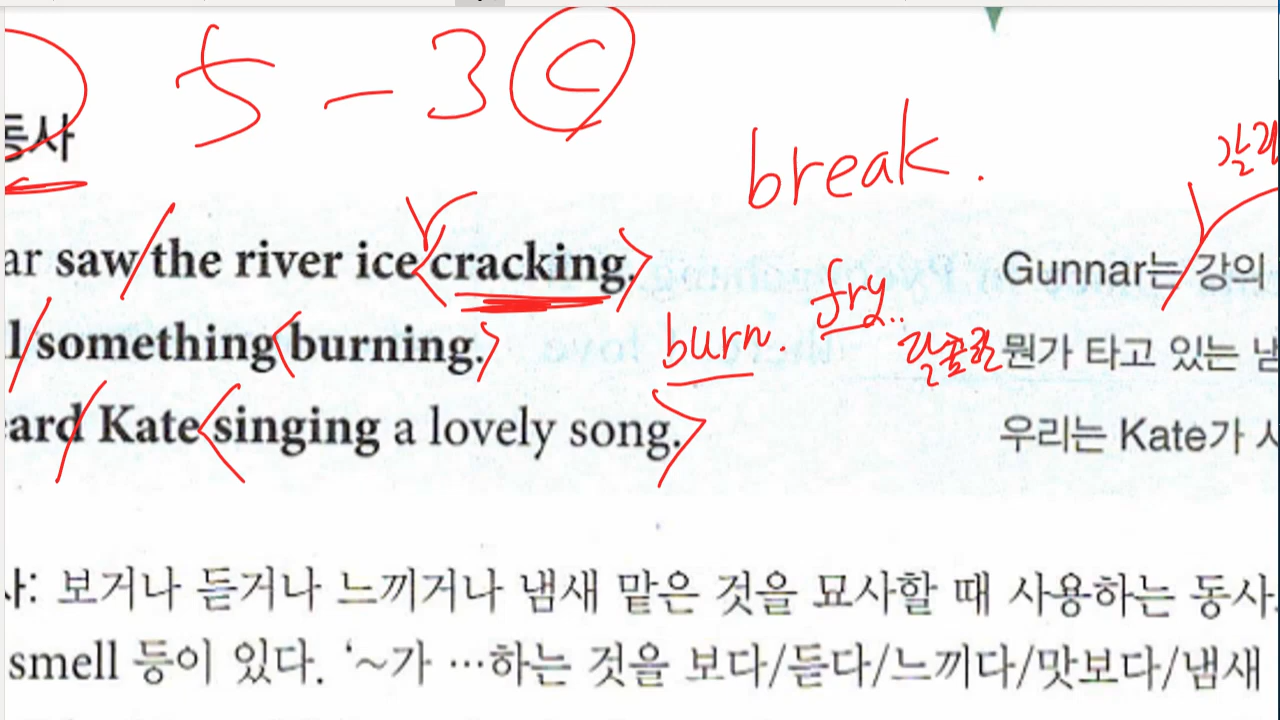 5-3 C
동사
break.
ar saw the river ice cracking.
Gunnar는 강의
fry..
l something burning.
burn.
뭔가 타고 있는 냄
ard Kate singing a lovely song.
우리는 Kate가 사
사: 보거나 듣거나 느끼거나 냄새 맡은 것을 묘사할 때 사용하는 동사.
smell 등이 있다. ‘~가 …하는 것을 보다/듣다/느끼다/맛보다/냄새